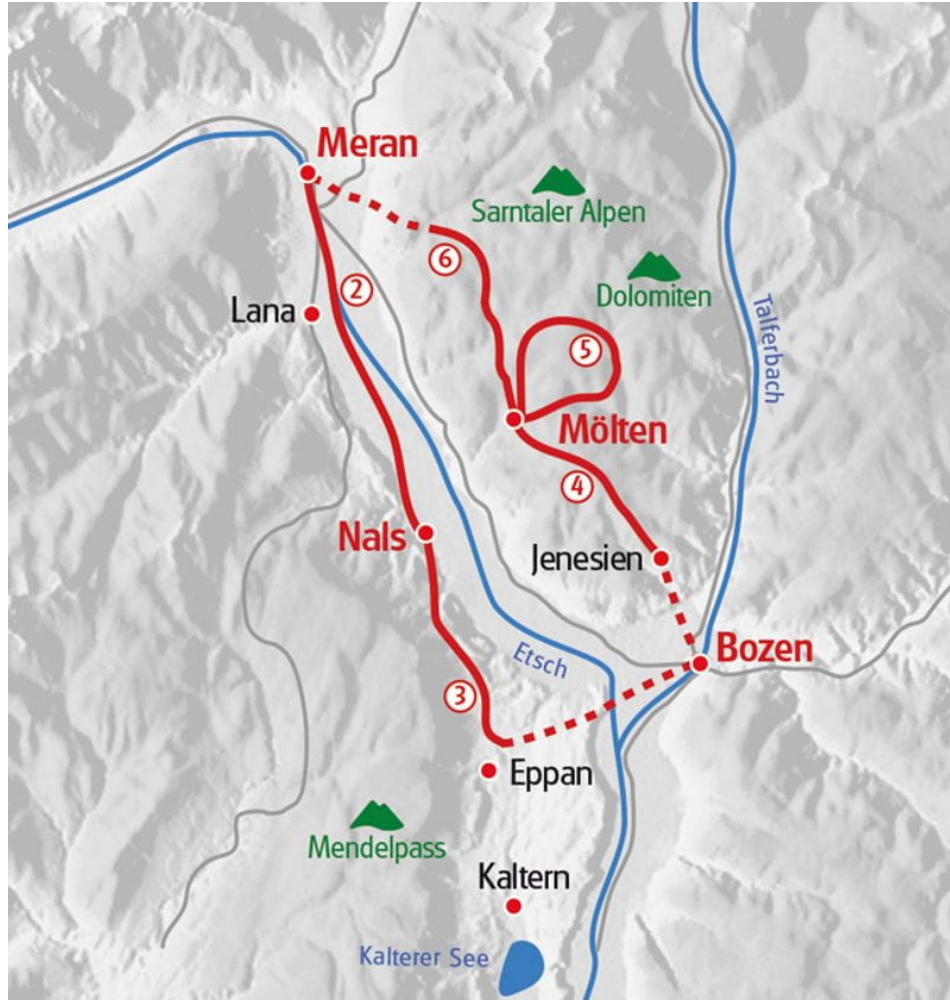 Meran
Sarntaler Alpen
6
2
Dolomiten
Lana
Talferbach
5
Mölten
4
Nals
Jenesien
Bozen
Etsch
3
Eppan
Mendelpass
Kaltern
Kalterer See